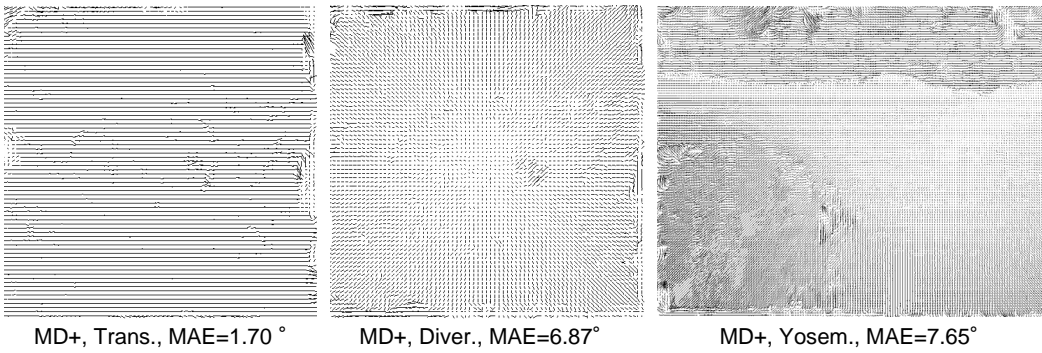 MD+, Trans., MAE=1.70 °
MD+, Diver., MAE=6.87°
MD+, Yosem., MAE=7.65°